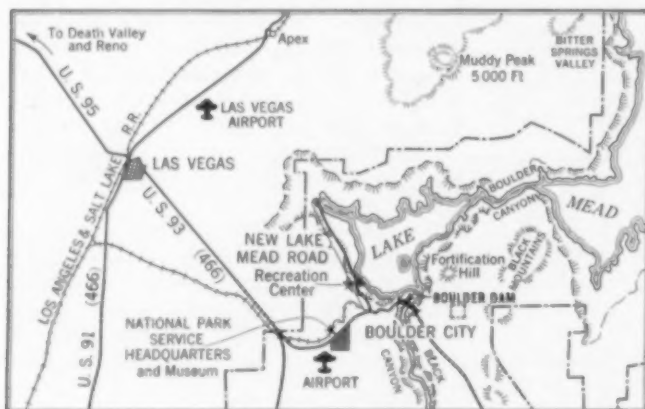 To Death Valley
and Reno
Apex
U. S. 95
R.R.
LAS VEGAS
AIRPORT
Muddy Peak
5 000 Ft
BITTER
SPRINGS
VALLEY
LAS VEGAS
U. S. 93 (466)
LOS ANGELES & SALT LAKE
U. S. 91 (466)
NEW LAKE
MEAD ROAD
Recreation
Center
LAKE
BOULDER
CANYON
MEAD
Fortification
Hill
BLACK
MOUNTAINS
BOULDER DAM
BOULDER CITY
NATIONAL PARK
SERVICE
HEADQUARTERS
and Museum
AIRPORT
BLACK
CANYON